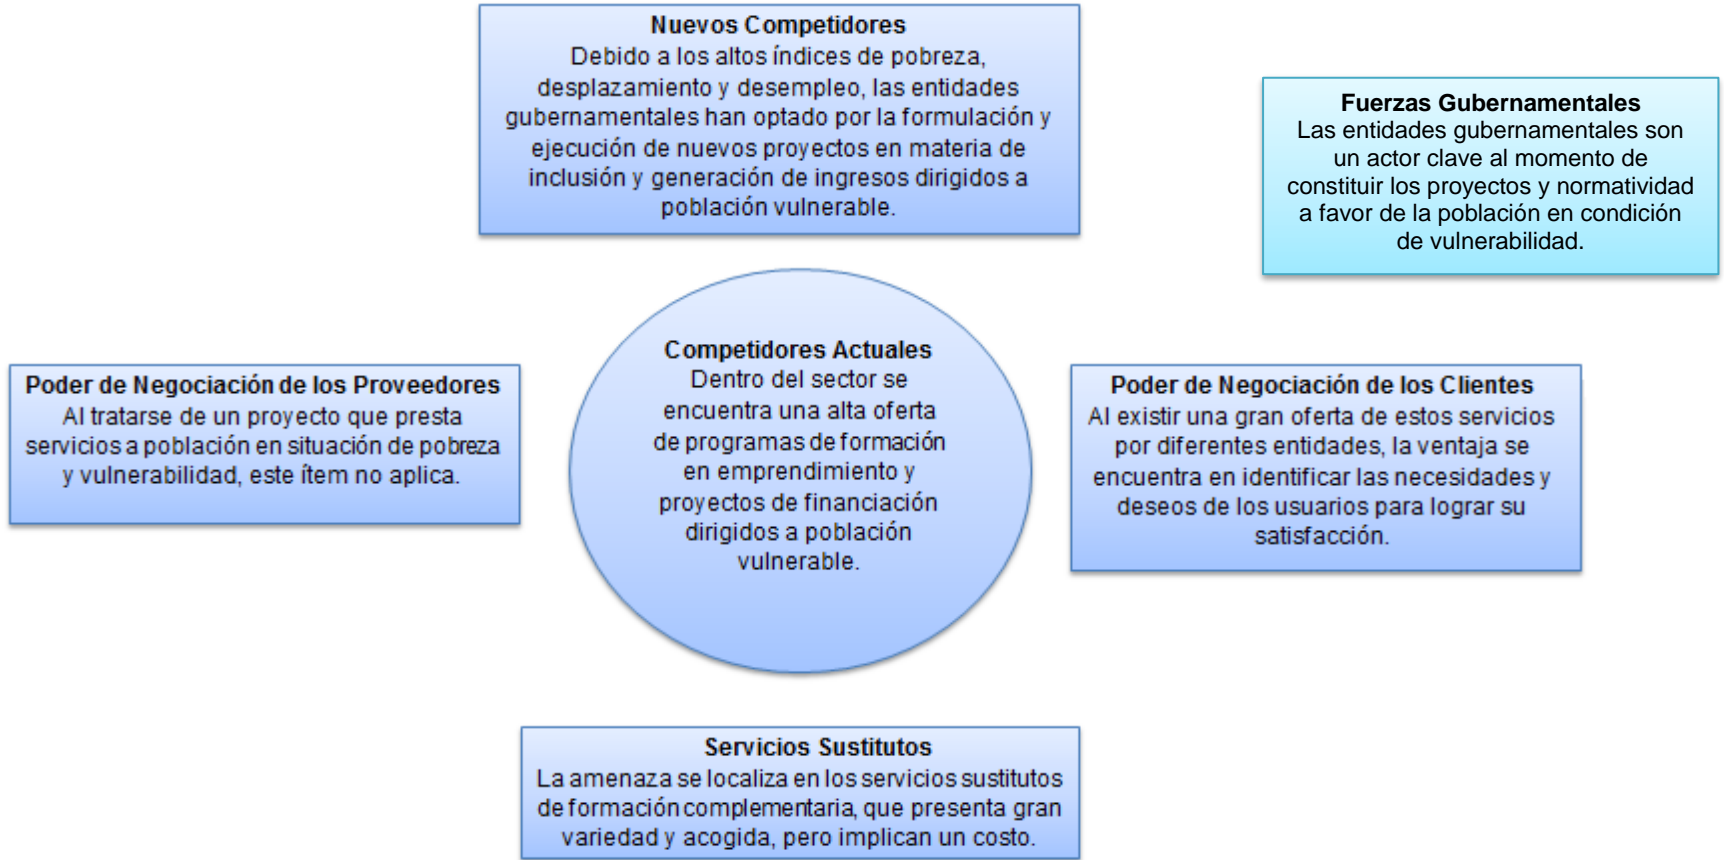 Nuevos Competidores
Debido a los altos índices de pobreza,
desplazamiento y desempleo, las entidades
gubernamentales han optado por la formulación y
ejecución de nuevos proyectos en materia de
inclusión y generación de ingresos dirigidos a
población vulnerable.
Fuerzas Gubernamentales
Las entidades gubernamentales son
un actor clave al momento de
constituir los proyectos y normatividad
a favor de la población en condición
de vulnerabilidad.
Poder de Negociación de los Proveedores
Al tratarse de un proyecto que presta
servicios a población en situación de pobreza
y vulnerabilidad, este ítem no aplica.
Competidores Actuales
Dentro del sector se
encuentra una alta oferta
de programas de formación
en emprendimiento y
proyectos de financiación
dirigidos a población
vulnerable.
Poder de Negociación de los Clientes
Al existir una gran oferta de estos servicios
por diferentes entidades, la ventaja se
encuentra en identificar las necesidades y
deseos de los usuarios para lograr su
satisfacción.
Servicios Sustitutos
La amenaza se localiza en los servicios sustitutos
de formación complementaria, que presenta gran
variedad y acogida, pero implican un costo.